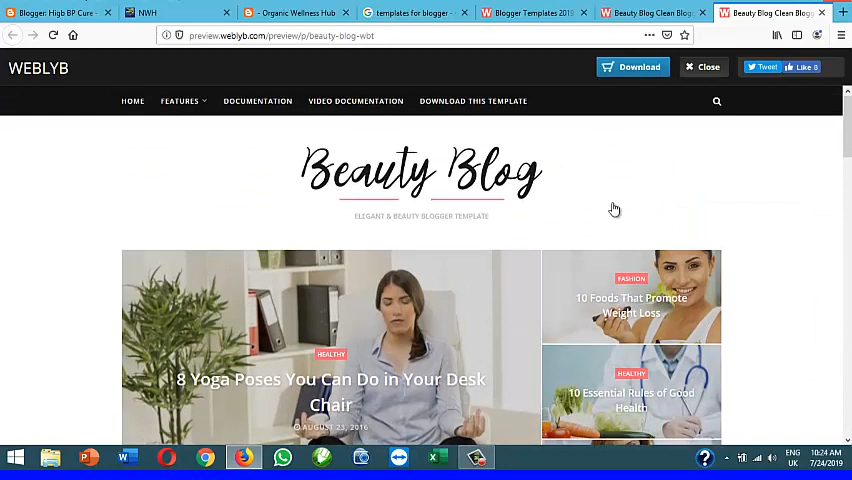 Blogger: Higb BP Cure -
NWH
- Organic Wellness Hub
templates for blogger -
Blogger Templates 2019
Beauty Blog Clean Blog
Beauty Blog Clean Blogg
preview.weblyb.com/preview/p/beauty-blog-wbt
WEBLYB
Download
Close
Tweet
Like 8
HOME
FEATURES
DOCUMENTATION
VIDEO DOCUMENTATION
DOWNLOAD THIS TEMPLATE
Beauty Blog
ELEGANT & BEAUTY BLOGGER TEMPLATE
HEALTHY
8 Yoga Poses You Can Do in Your Desk
Chair
AUGUST 23, 2016
FASHION
10 Foods That Promote
Weight Loss
HEALTHY
10 Essential Rules of Good
Health
ENG
UK
10:24 AM
7/24/2019